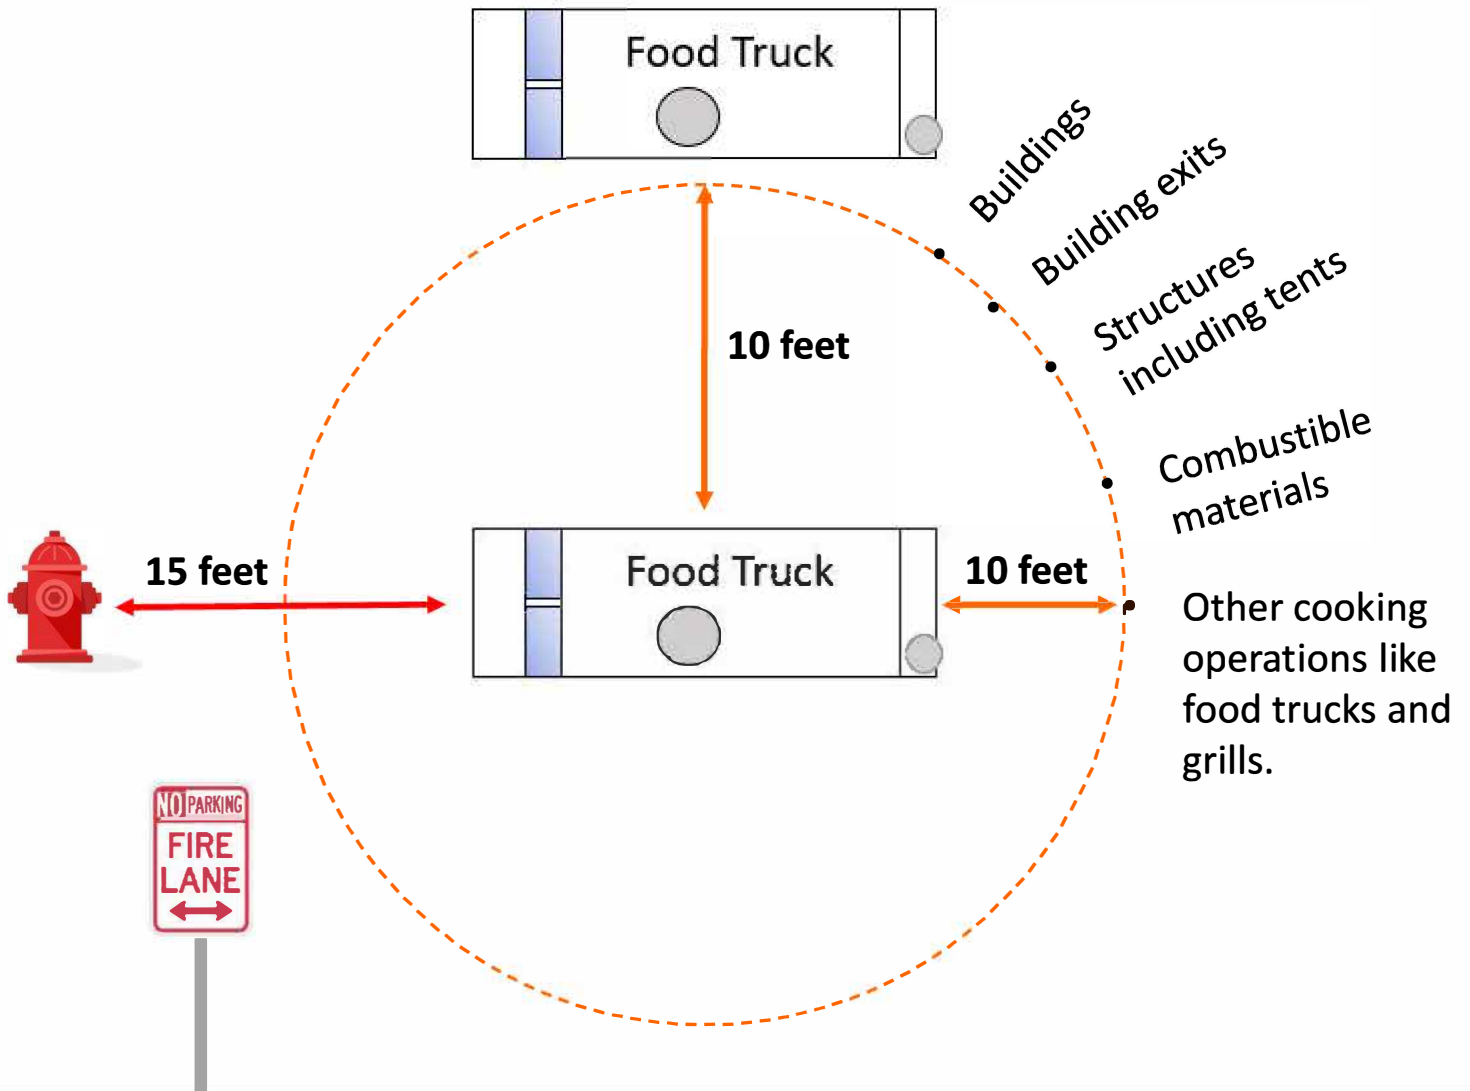 Food Truck
Buildings
Building exits
Structures
including tents
10 feet
Combustible
materials
15 feet
Food Truck
10 feet
Other cooking
operations like
food trucks and
grills.
NO PARKING
FIRE
LANE